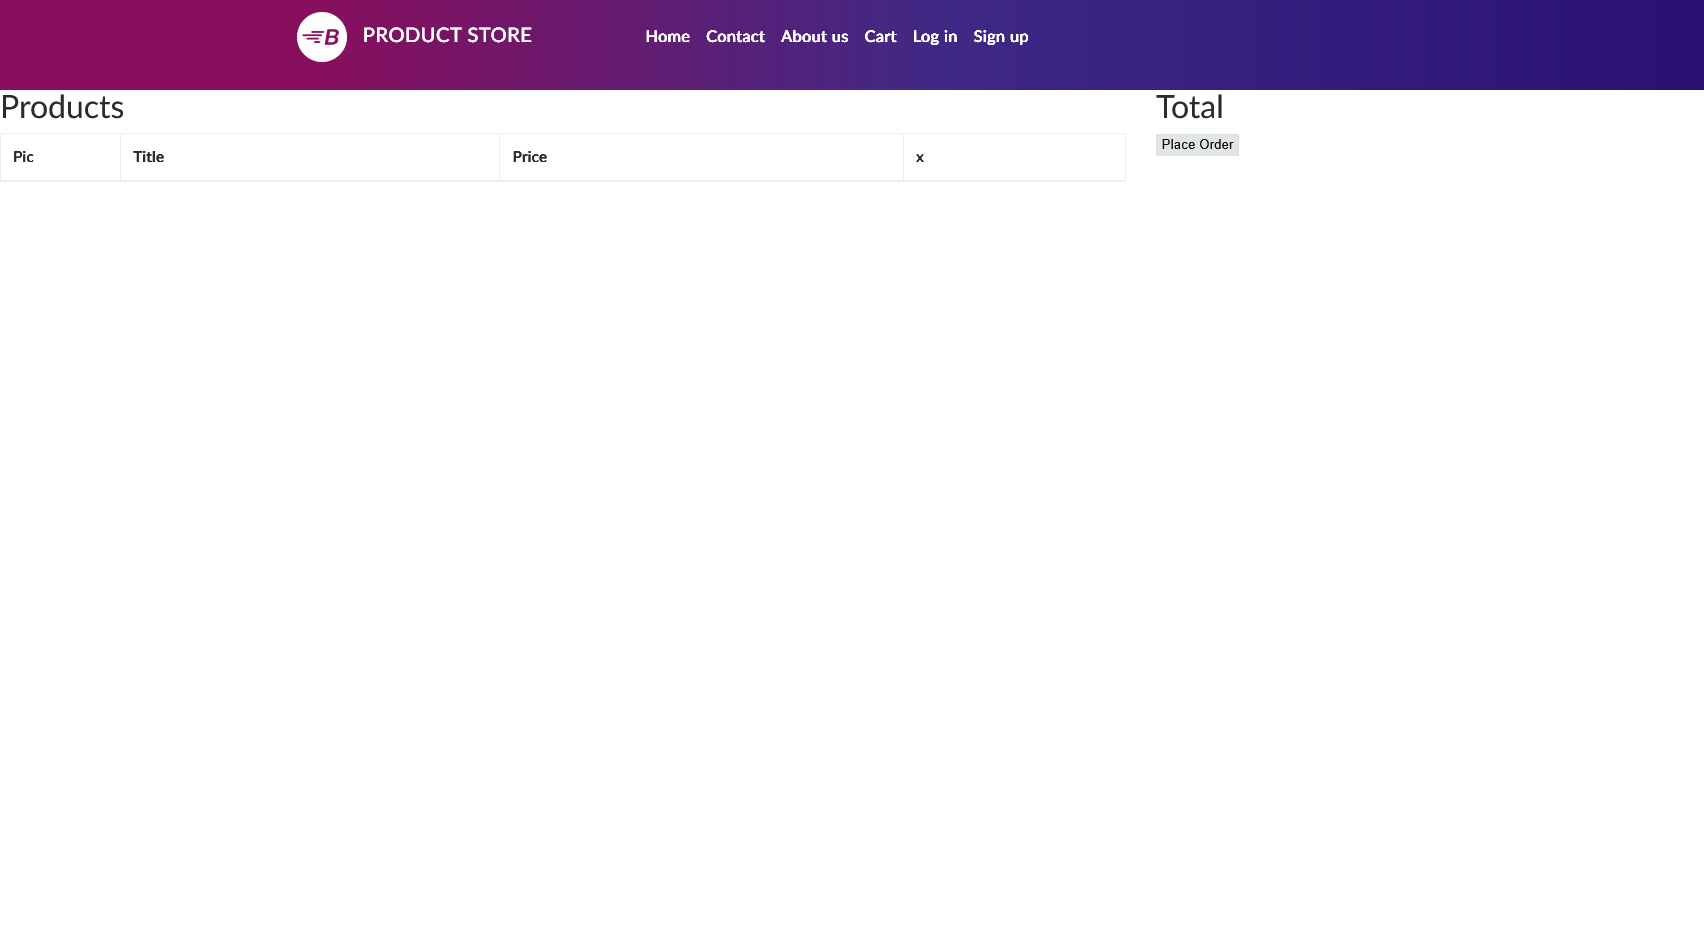 B PRODUCT STORE Home Contact About us Cart Log in Sign up
Products
Total
Pic Title Price x
Place Order